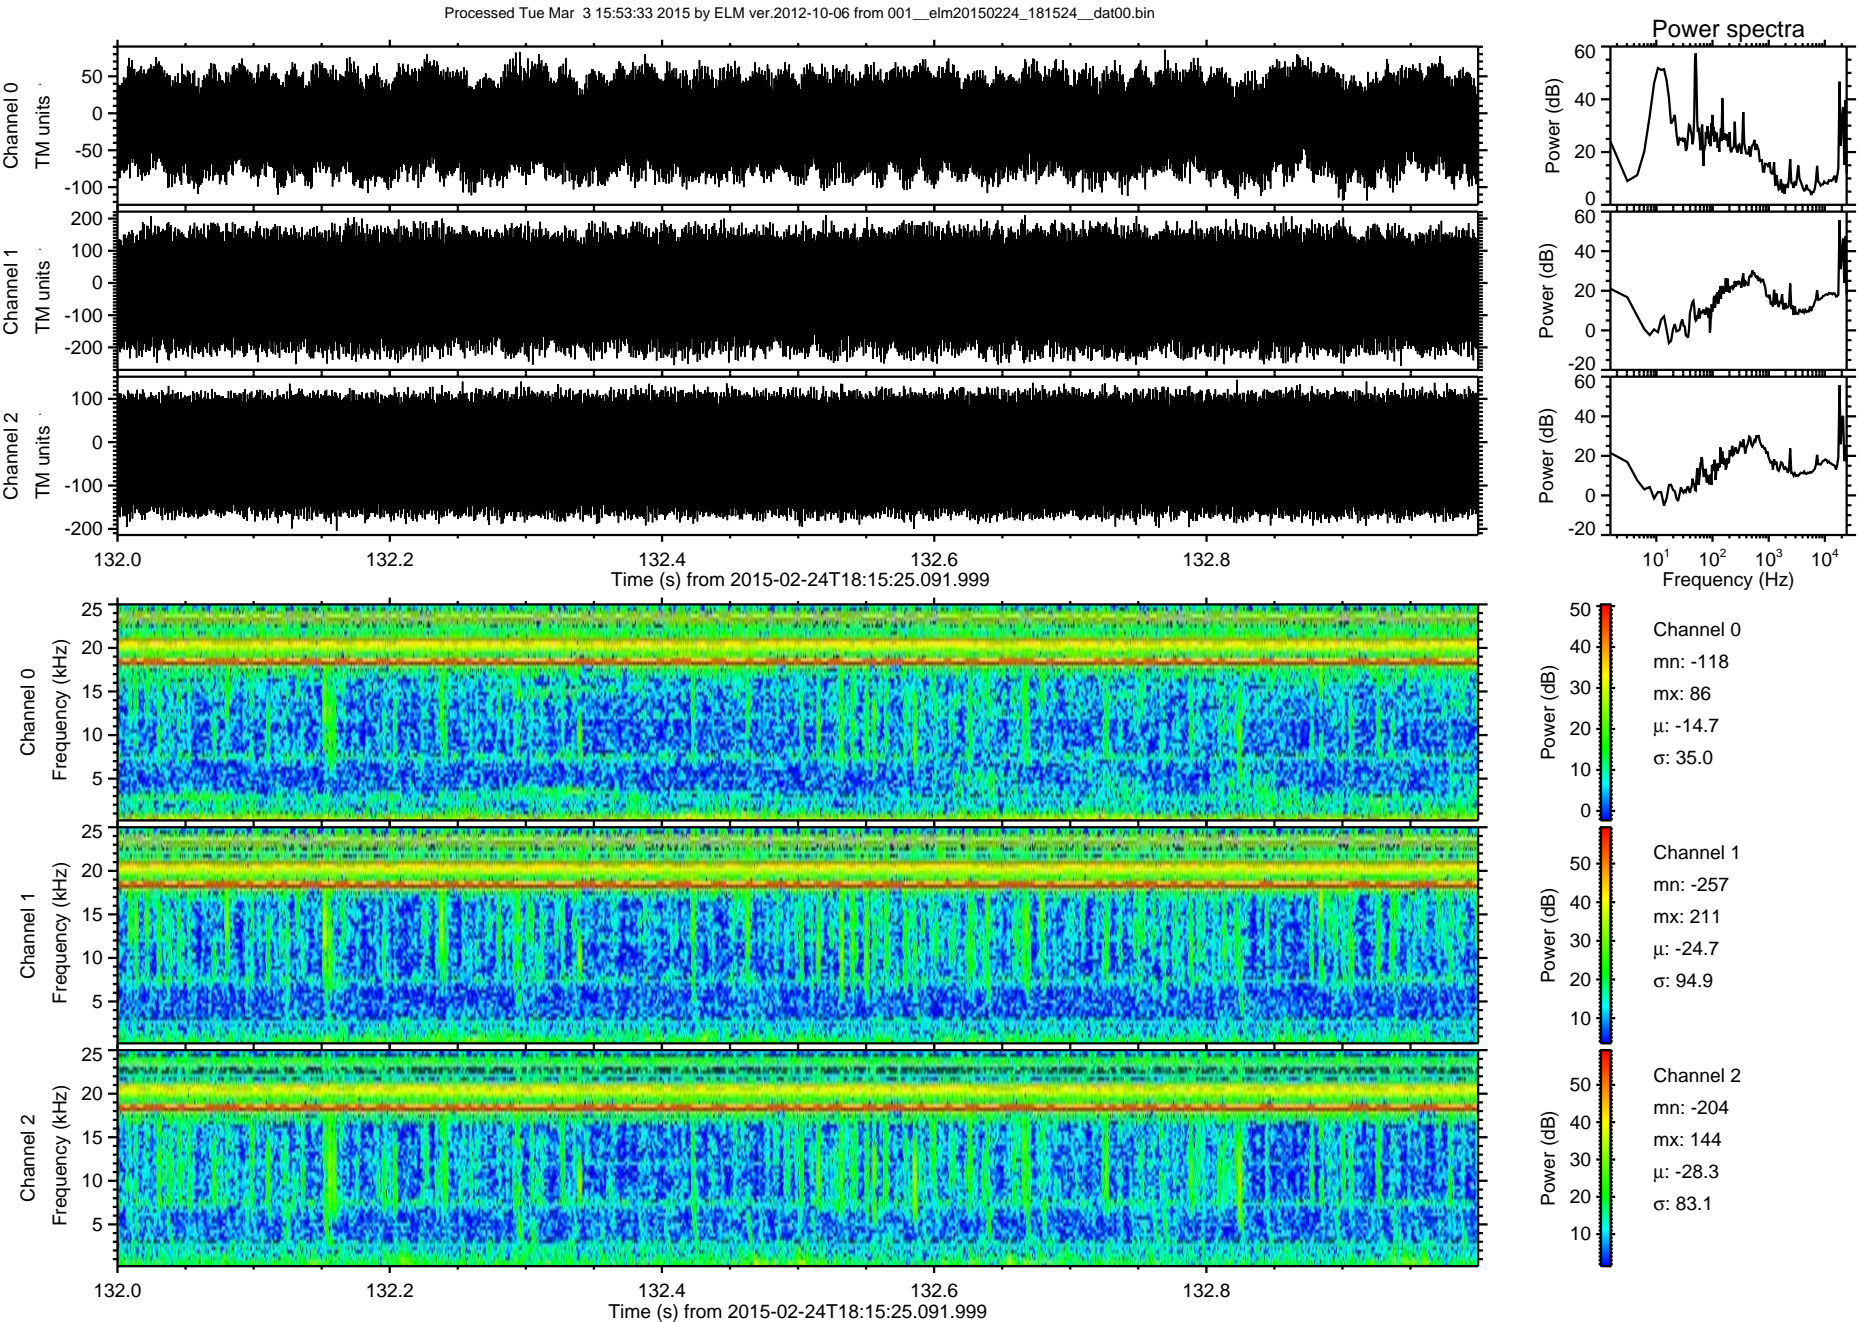 Processed Tue Mar  3 15:53:33 2015 by ELM ver.2012-10-06 from 001__elm20150224_181524__dat00.bin
Power spectra
Channel 0
TM units
50
0
-50
-100
Power (dB)
60
40
20
0
Channel 1
TM units
200
100
0
-100
-200
Power (dB)
60
40
20
0
-20
Channel 2
TM units
100
0
-100
-200
Power (dB)
60
40
20
0
-20
132.0 132.2 132.4 132.6 132.8
Time (s) from 2015-02-24T18:15:25.091.999
10¹ 10² 10³ 10⁴
Frequency (Hz)
Channel 0
Frequency (kHz)
25
20
15
10
5
Power (dB)
50
40
30
20
10
0
Channel 0
mn: -118
mx: 86
μ: -14.7
σ: 35.0
Channel 1
Frequency (kHz)
25
20
15
10
5
Power (dB)
50
40
30
20
10
Channel 1
mn: -257
mx: 211
μ: -24.7
σ: 94.9
Channel 2
Frequency (kHz)
25
20
15
10
5
Power (dB)
50
40
30
20
10
Channel 2
mn: -204
mx: 144
μ: -28.3
σ: 83.1
132.0 132.2 132.4 132.6 132.8
Time (s) from 2015-02-24T18:15:25.091.999